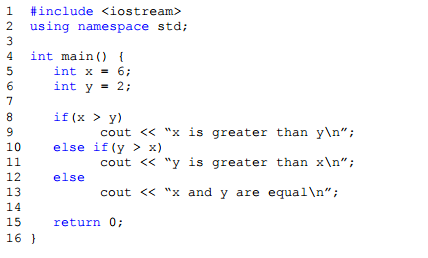 1 #include <iostream>
2 using namespace std;
3
4 int main() {
5 int x = 6;
6 int y = 2;
7
8 if(x > y)
9 cout << “x is greater than y\n”;
10 else if(y > x)
11 cout << “y is greater than x\n”;
12 else
13 cout << “x and y are equal\n”;
14
15 return 0;
16 }